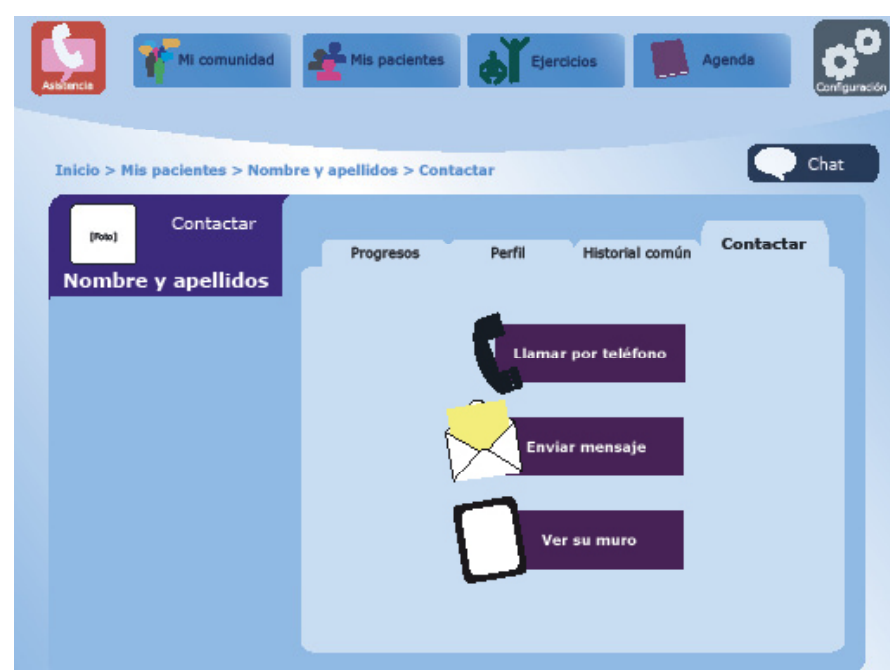 Asistencia
Mi comunidad
Mis pacientes
Ejercicios
Agenda
Configuración
Inicio > Mis pacientes > Nombre y apellidos > Contactar
Chat
[Foto]
Contactar
Nombre y apellidos
Progresos
Perfil
Historial común
Contactar
Llamar por teléfono
Enviar mensaje
Ver su muro